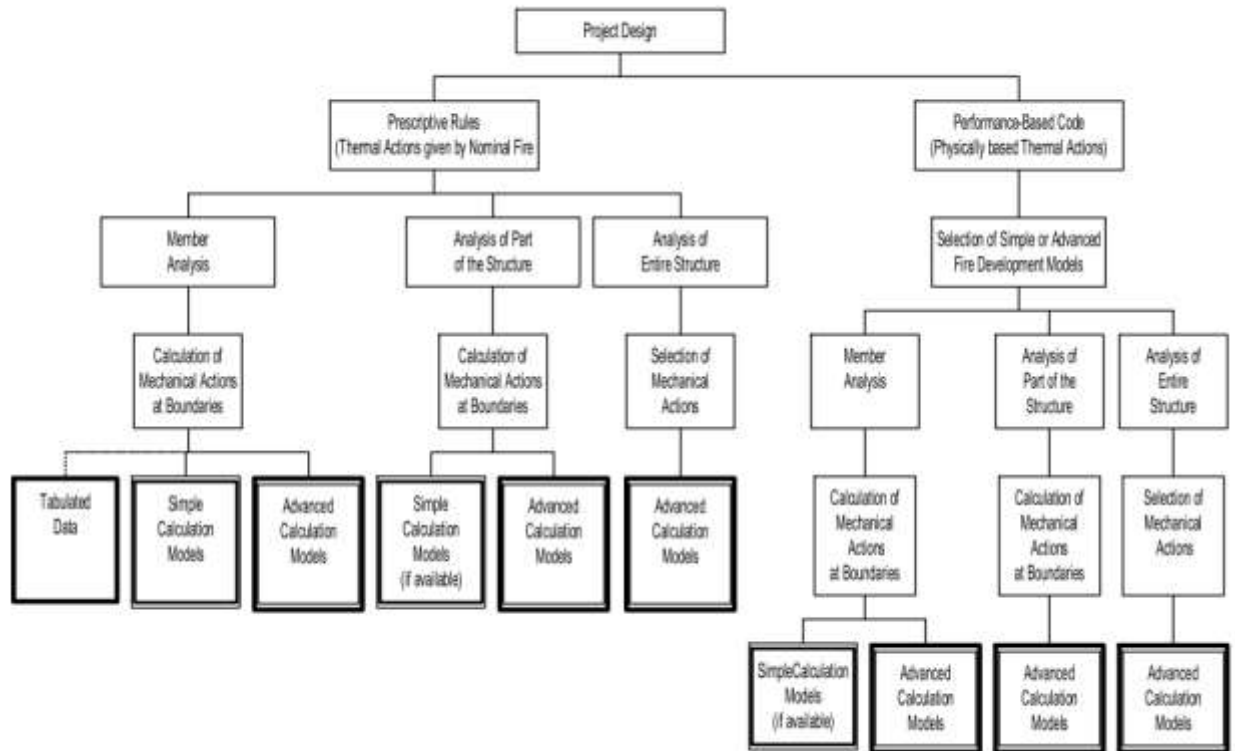 Project Design
Prescriptive Rules
(Thermal Actions given by Nominal Fire
Performance-Based Code
(Physically based Thermal Actions)
Member
Analysis
Analysis of Part
of the Structure
Analysis of
Entire Structure
Selection of Simple or Advanced
Fire Development Models
Calculation of
Mechanical Actions
at Boundaries
Calculation of
Mechanical Actions
at Boundaries
Selection of
Mechanical
Actions
Member
Analysis
Analysis of
Part of the
Structure
Analysis of
Entire
Structure
Tabulated
Data
Simple
Calculation
Models
Advanced
Calculation
Models
Simple
Calculation
Models
(if available)
Advanced
Calculation
Models
Advanced
Calculation
Models
Calculation of
Mechanical
Actions
at Boundaries
Calculation of
Mechanical
Actions
at Boundaries
Selection of
Mechanical
Actions
SimpleCalculation
Models
(if available)
Advanced
Calculation
Models
Advanced
Calculation
Models
Advanced
Calculation
Models